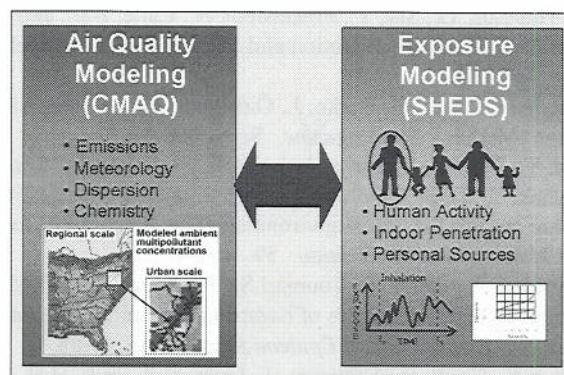 Air Quality
Modeling
(CMAQ)
• Emissions
• Meteorology
• Dispersion
• Chemistry
Regional scale
Modeled ambient
multipollutant
concentrations
Urban scale
Exposure
Modeling
(SHEDS)
• Human Activity
• Indoor Penetration
• Personal Sources
Inhalation
TIME